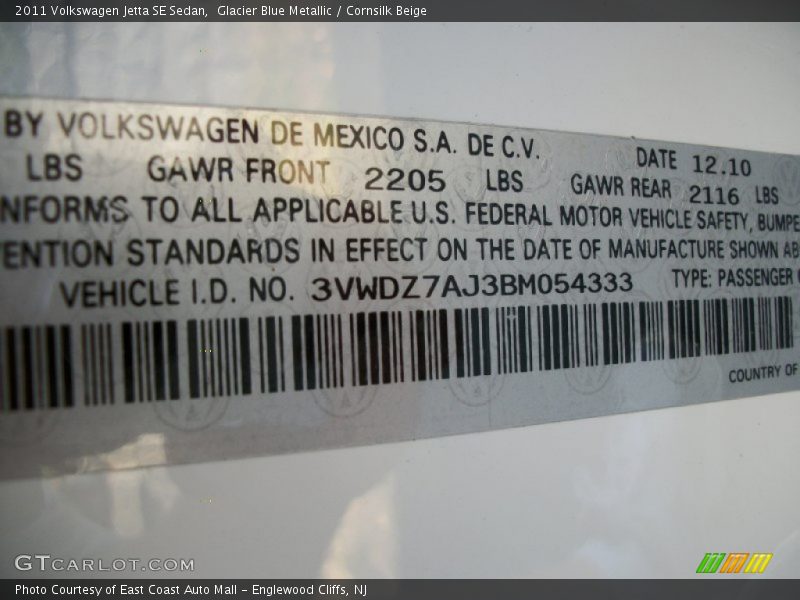 2011 Volkswagen Jetta SE Sedan,  Glacier Blue Metallic / Cornsilk Beige
BY VOLKSWAGEN DE MEXICO S.A. DE C.V. DATE 12.10
LBS GAWR FRONT 2205 LBS GAWR REAR 2116 LBS
NFORMS TO ALL APPLICABLE U.S. FEDERAL MOTOR VEHICLE SAFETY, BUMPE
ENTION STANDARDS IN EFFECT ON THE DATE OF MANUFACTURE SHOWN AB
VEHICLE I.D. NO. 3VWDZ7AJ3BM054333 TYPE: PASSENGER
COUNTRY OF
GTCARLOT.COM
Photo Courtesy of East Coast Auto Mall – Englewood Cliffs, NJ